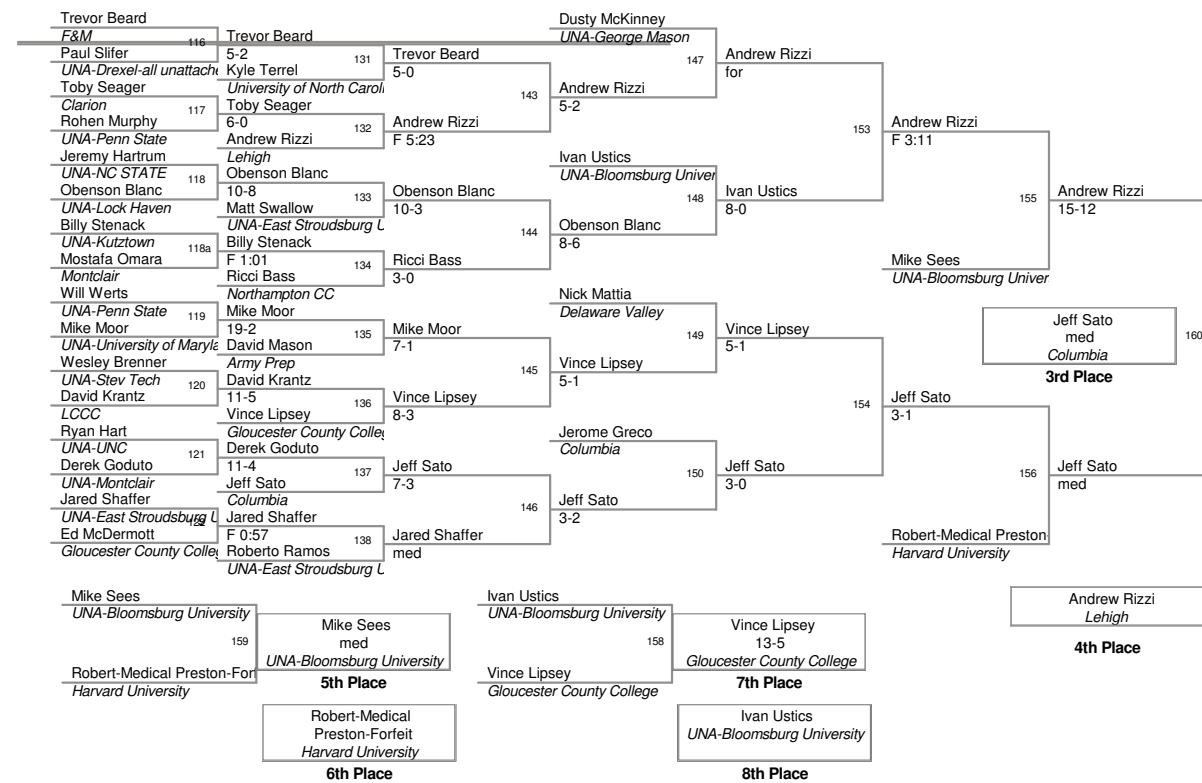 Trevor Beard
F&M
116
Paul Slifer
UNA-Drexel-all unattache
Toby Seager
Clarion
117
Rohen Murphy
UNA-Penn State
Jeremy Hartrum
UNA-NC STATE
118
Obenson Blanc
UNA-Lock Haven
Billy Stenack
UNA-Kutztown
118a
Mostafa Omara
Montclair
Will Werts
UNA-Penn State
119
Mike Moor
UNA-University of Maryla
Wesley Brenner
UNA-Stev Tech
120
David Krantz
LCCC
Ryan Hart
UNA-UNC
121
Derek Goduto
UNA-Montclair
Jared Shaffer
UNA-East Stroudsburg U
Ed McDermott
Gloucester County Colleg
Trevor Beard
5-2
131
Kyle Terrel
University of North Caroli
Toby Seager
6-0
132
Andrew Rizzi
Lehigh
Obenson Blanc
10-8
133
Matt Swallow
UNA-East Stroudsburg U
Billy Stenack
F 1:01
134
Ricci Bass
Northampton CC
Mike Moor
19-2
135
David Mason
Army Prep
David Krantz
11-5
136
Vince Lipsey
Gloucester County Colleg
Derek Goduto
11-4
137
Jeff Sato
Columbia
Jared Shaffer
F 0:57
138
Roberto Ramos
UNA-East Stroudsburg U
Trevor Beard
5-0
143
Andrew Rizzi
F 5:23
Obenson Blanc
10-3
144
Ricci Bass
3-0
Mike Moor
7-1
145
Vince Lipsey
8-3
Jeff Sato
7-3
146
Jared Shaffer
med
Dusty McKinney
UNA-George Mason
147
Andrew Rizzi
5-2
Ivan Ustics
UNA-Bloomsburg Univer
148
Obenson Blanc
8-6
Nick Mattia
Delaware Valley
149
Vince Lipsey
5-1
Jerome Greco
Columbia
150
Jeff Sato
3-2
Andrew Rizzi
for
153
Ivan Ustics
8-0
Vince Lipsey
5-1
154
Jeff Sato
3-0
Andrew Rizzi
F 3:11
155
Mike Sees
UNA-Bloomsburg Univer
Jeff Sato
3-1
156
Robert-Medical Preston-
Harvard University
Andrew Rizzi
15-12
Jeff Sato
med
Columbia
160
3rd Place
Jeff Sato
med
Andrew Rizzi
Lehigh
4th Place
Mike Sees
UNA-Bloomsburg University
159
Robert-Medical Preston-Forf
Harvard University
Mike Sees
med
UNA-Bloomsburg University
5th Place
Robert-Medical
Preston-Forfeit
Harvard University
6th Place
Ivan Ustics
UNA-Bloomsburg University
158
Vince Lipsey
Gloucester County College
Vince Lipsey
13-5
Gloucester County College
7th Place
Ivan Ustics
UNA-Bloomsburg University
8th Place